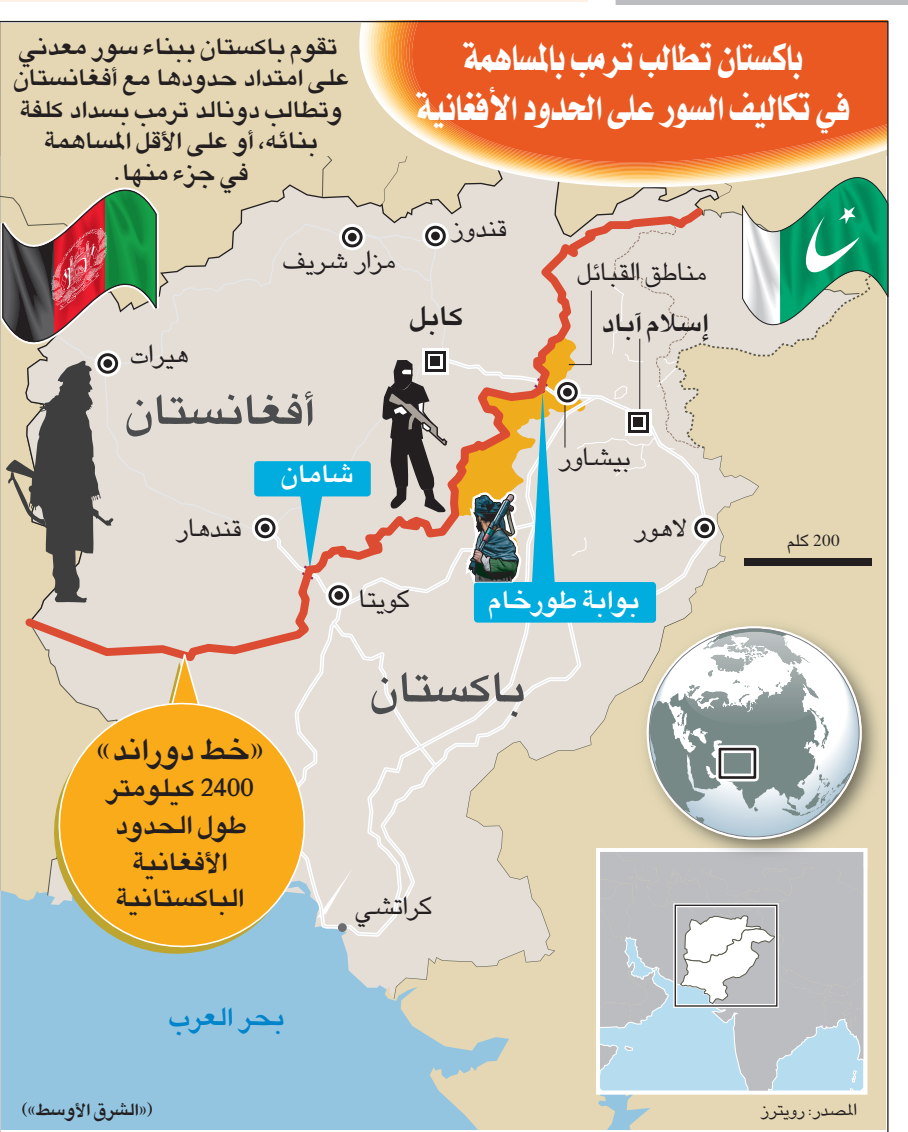 باكستان تطالب ترمب بالمساهمة
في تكاليف السور على الحدود الأفغانية
تقوم باكستان ببناء سور معدني
على امتداد حدودها مع أفغانستان
وتطالب دونالد ترمب بسداد كلفة
بنائه، أو على الأقل المساهمة
في جزء منها.
قندوز
مزار شريف
مناطق القبائل
كابل
إسلام آباد
هيرات
أفغانستان
بيشاور
شامان
قندهار
لاهور
200 كلم
كويتا
بوابة طورخام
باكستان
«خط دوراند»
2400 كيلومتر
طول الحدود
الأفغانية
الباكستانية
كراتشي
بحر العرب
المصدر: رويترز
(«الشرق الأوسط»)